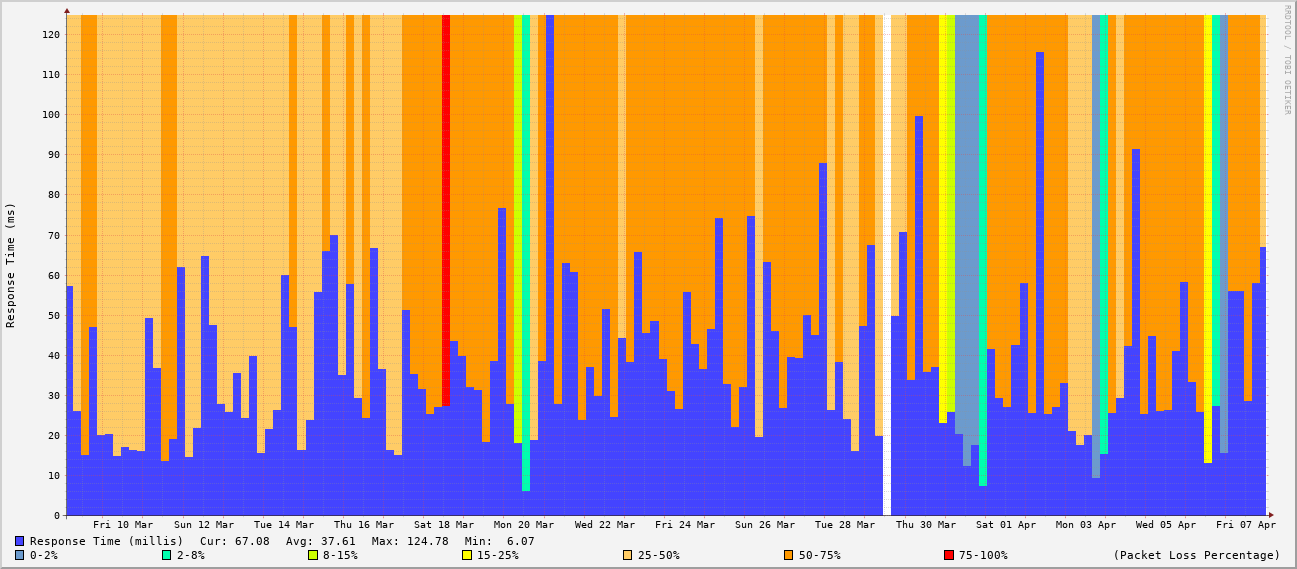 RRDTOOL / TOBI OETIKER
Response Time (ms)
120
110
100
90
80
70
60
50
40
30
20
10
0
Fri 10 Mar Sun 12 Mar Tue 14 Mar Thu 16 Mar Sat 18 Mar Mon 20 Mar Wed 22 Mar Fri 24 Mar Sun 26 Mar Tue 28 Mar Thu 30 Mar Sat 01 Apr Mon 03 Apr Wed 05 Apr Fri 07 Apr
Response Time (millis) Cur: 67.08 Avg: 37.61 Max: 124.78 Min: 6.07
0-2% 2-8% 8-15% 15-25% 25-50% 50-75% 75-100% (Packet Loss Percentage)